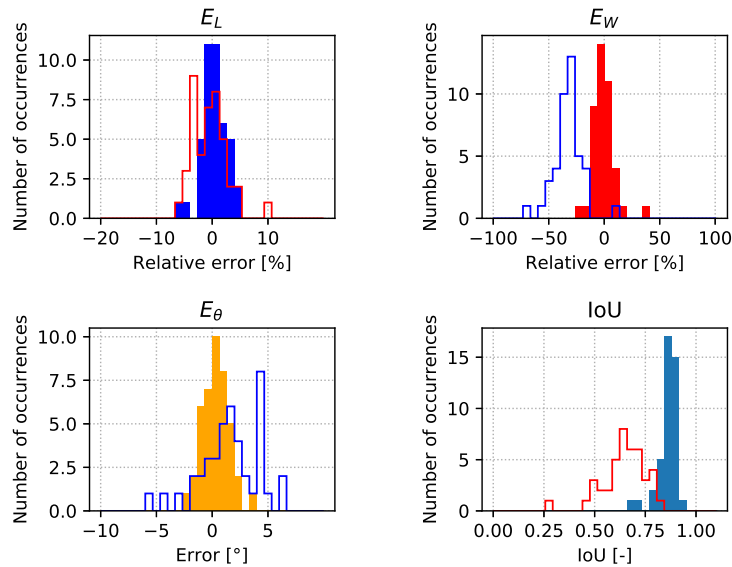 E_L
E_W
Number of occurrences
10.0
7.5
5.0
2.5
0.0
−20
−10
0
10
Relative error [%]
Number of occurrences
10
5
0
−100
−50
0
50
100
Relative error [%]
E_θ
IoU
Number of occurrences
10.0
7.5
5.0
2.5
0.0
−10
−5
0
5
Error [°]
Number of occurrences
15
10
5
0
0.00
0.25
0.50
0.75
1.00
IoU [-]